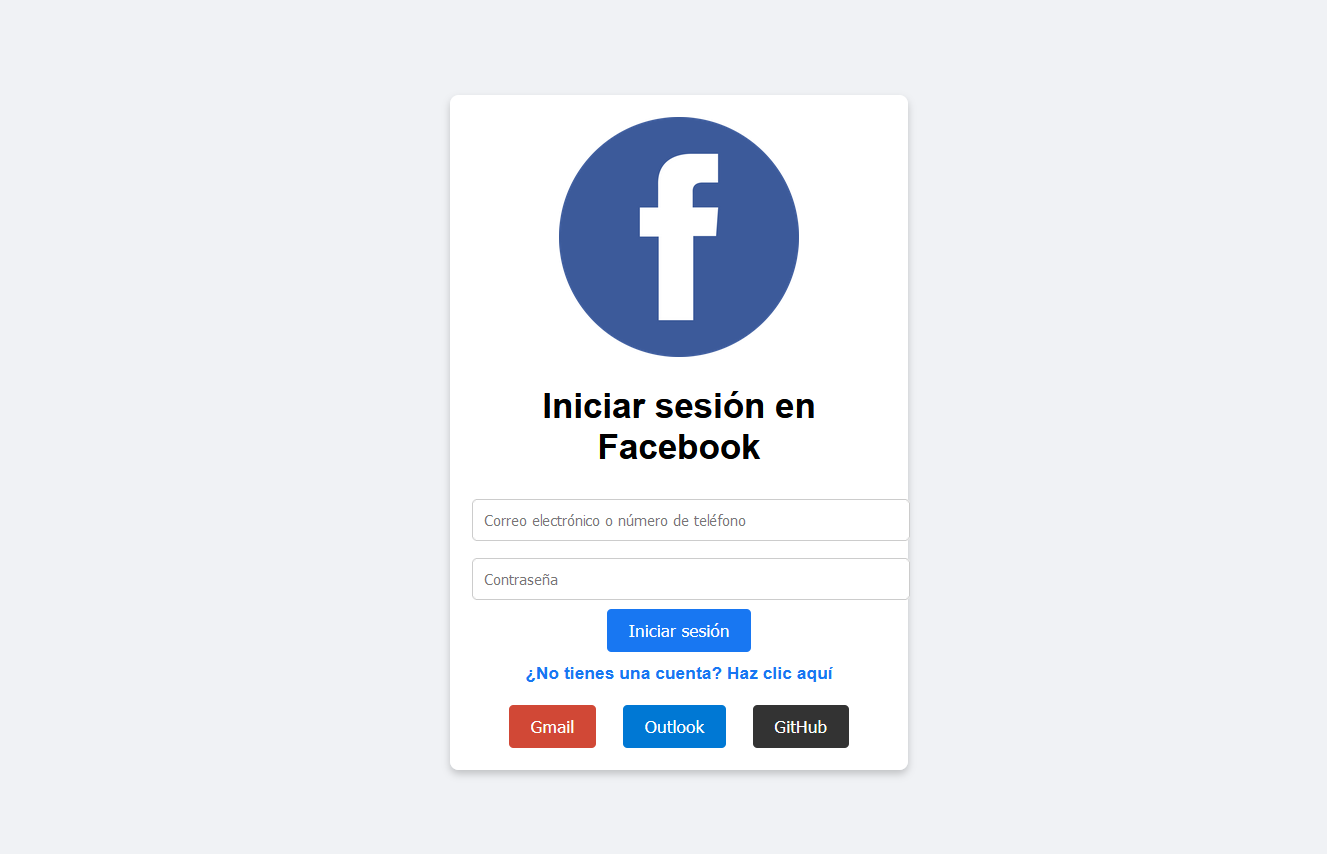 f
Iniciar sesión en
Facebook
Correo electrónico o número de teléfono
Contraseña
Iniciar sesión
¿No tienes una cuenta? Haz clic aquí
Gmail Outlook GitHub